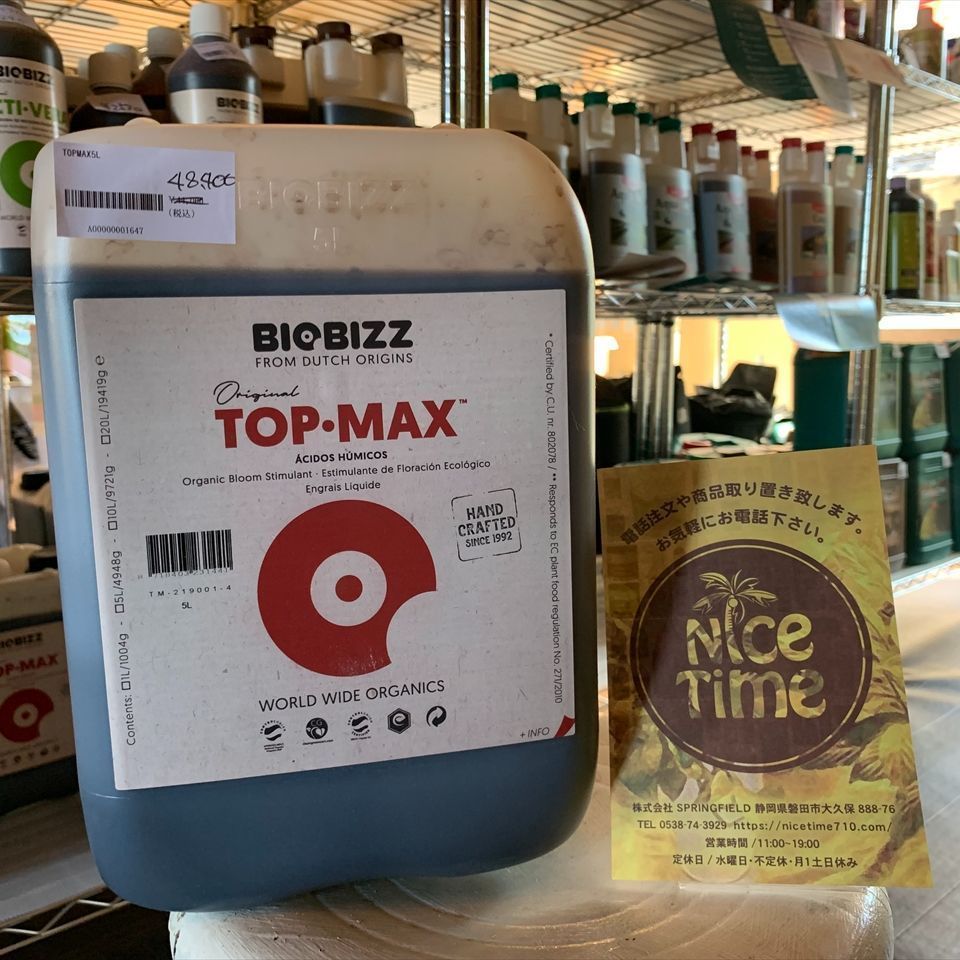 BIOBIZZ
BIOBIZZ
TOPMAX5L
48,400
(税込)
A00000001647
BIOBIZZ
5L
BIOBIZZ
FROM DUTCH ORIGINS
Original
TOP·MAX™
ÁCIDOS HÚMICOS
Organic Bloom Stimulant · Estimulante de Floración Ecológico
Engrais Liquide
HAND
CRAFTED
SINCE 1992
TM-219001-4
5L
WORLD WIDE ORGANICS
+ INFO
Contents: □1L/1004g - □5L/4948g - □10L/9721g - □20L/19419g e
* Certified by C.U. nr. 802078 / ** Responds to EC plant food regulation No. 271/2010
OP·MAX
電話注文や商品取り置き致します。
お気軽にお電話下さい。
NiCe
Time
株式会社 SPRINGFIELD 静岡県磐田市大久保 888-76
TEL 0538-74-3929 https://nicetime710.com/
営業時間 /11:00~19:00
定休日 / 水曜日・不定休・月1土日休み